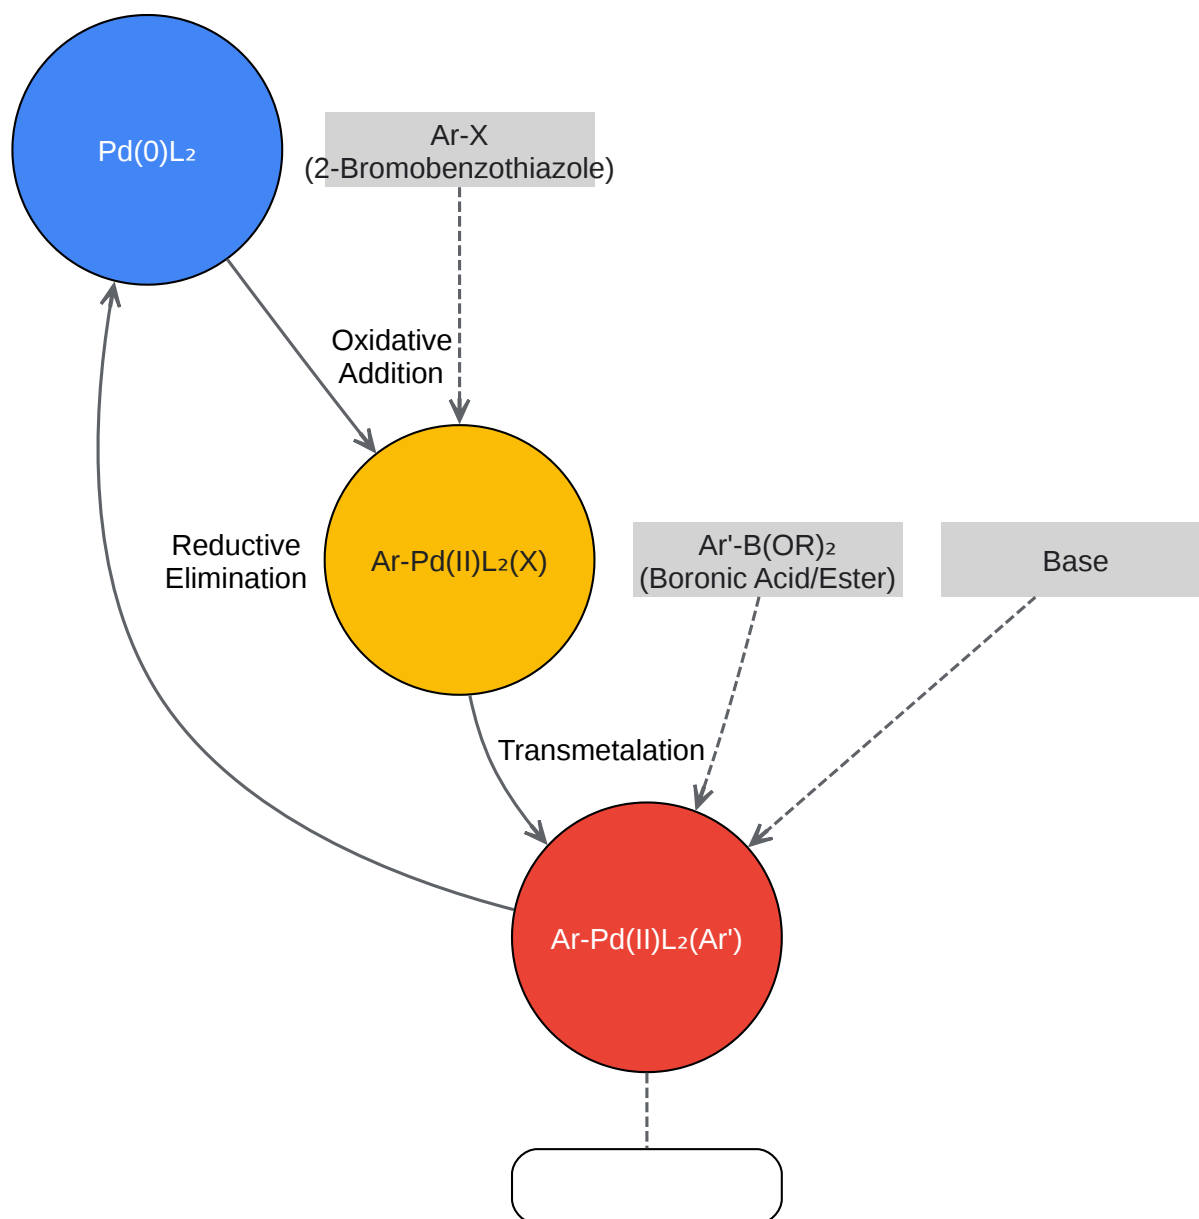 Pd(0)L₂
Ar-X
(2-Bromobenzothiazole)
Oxidative
Addition
Reductive
Elimination
Ar-Pd(II)L₂(X)
Ar'-B(OR)₂
(Boronic Acid/Ester)
Base
Transmetalation
Ar-Pd(II)L₂(Ar')